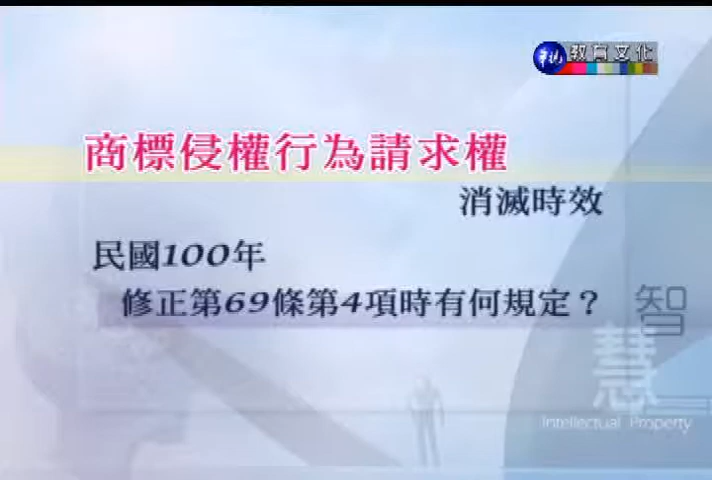 華視
教育文化
商標侵權行為請求權
消滅時效
民國100年
修正第69條第4項時有何規定？
智
慧
Intellectual Property